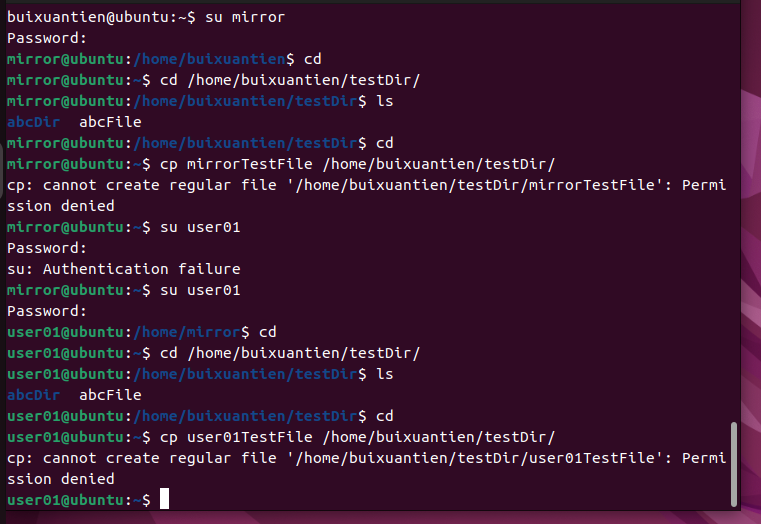 buixuantien@ubuntu:~$ su mirror
Password:
mirror@ubuntu:/home/buixuantien$ cd
mirror@ubuntu:~$ cd /home/buixuantien/testDir/
mirror@ubuntu:/home/buixuantien/testDir$ ls
abcDir  abcFile
mirror@ubuntu:/home/buixuantien/testDir$ cd
mirror@ubuntu:~$ cp mirrorTestFile /home/buixuantien/testDir/
cp: cannot create regular file '/home/buixuantien/testDir/mirrorTestFile': Permi
ssion denied
mirror@ubuntu:~$ su user01
Password:
su: Authentication failure
mirror@ubuntu:~$ su user01
Password:
user01@ubuntu:/home/mirror$ cd
user01@ubuntu:~$ cd /home/buixuantien/testDir/
user01@ubuntu:/home/buixuantien/testDir$ ls
abcDir  abcFile
user01@ubuntu:/home/buixuantien/testDir$ cd
user01@ubuntu:~$ cp user01TestFile /home/buixuantien/testDir/
cp: cannot create regular file '/home/buixuantien/testDir/user01TestFile': Permi
ssion denied
user01@ubuntu:~$